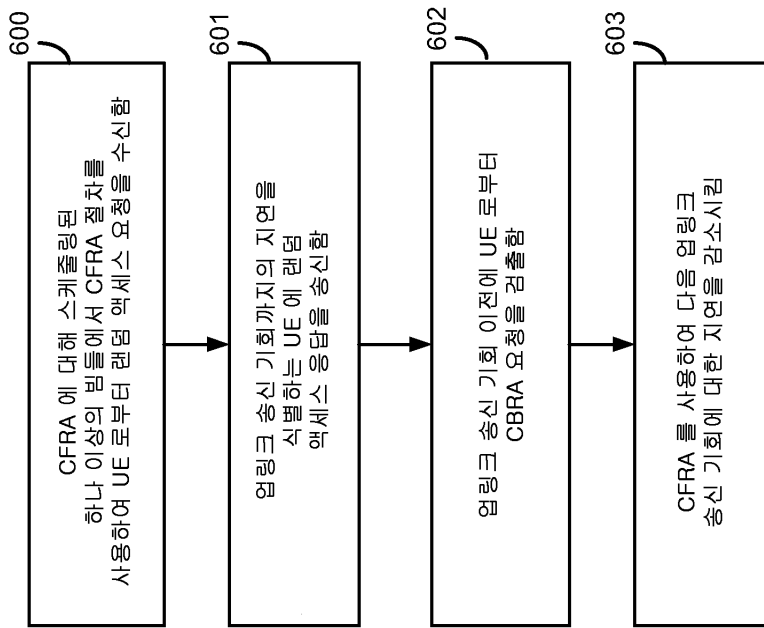 600
CFRA 에 대해 스케줄링된
하나 이상의 빔들에서 CFRA 절차를
사용하여 UE 로부터 랜덤 액세스 요청을 수신함
601
업링크 송신 기회까지의 지연을
식별하는 UE 에 랜덤
액세스 응답을 송신함
602
업링크 송신 기회 이전에 UE 로부터
CBRA 요청을 검출함
603
CFRA 를 사용하여 다음 업링크
송신 기회에 대한 지연을 감소시킴